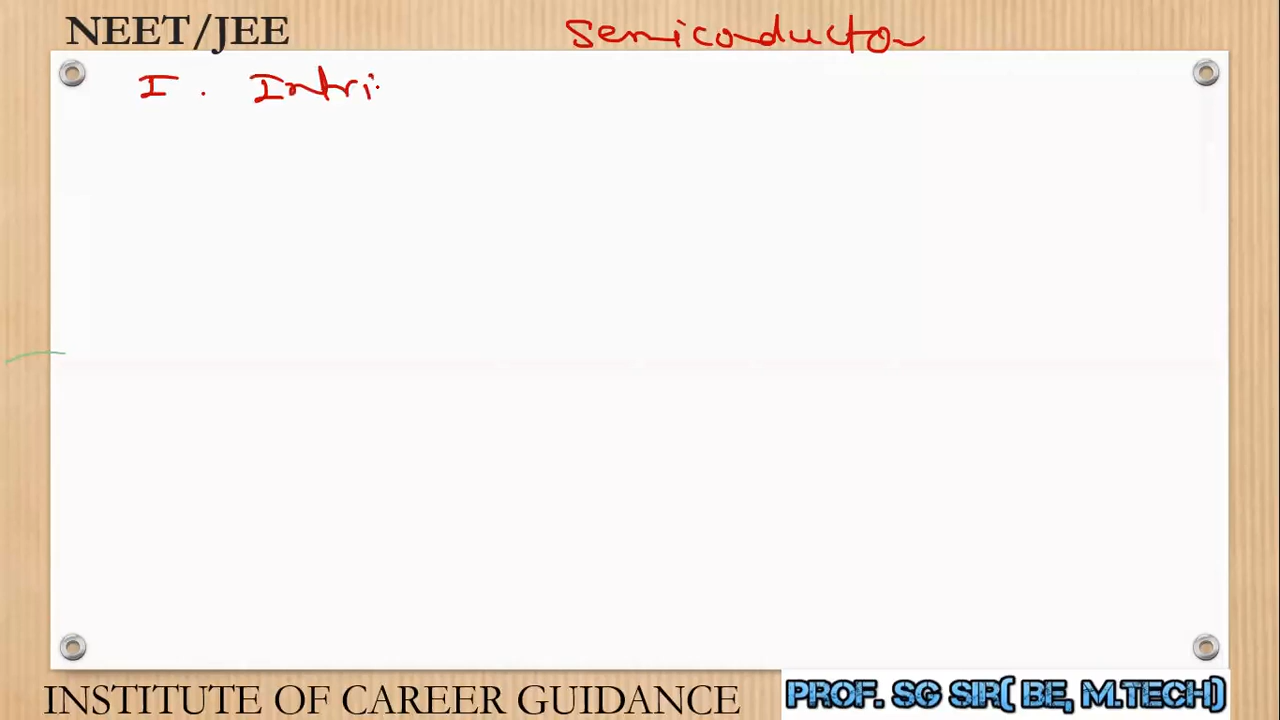 NEET/JEE Semiconductor
I. Intri
INSTITUTE OF CAREER GUIDANCE
PROF. SG SIR( BE, M.TECH)